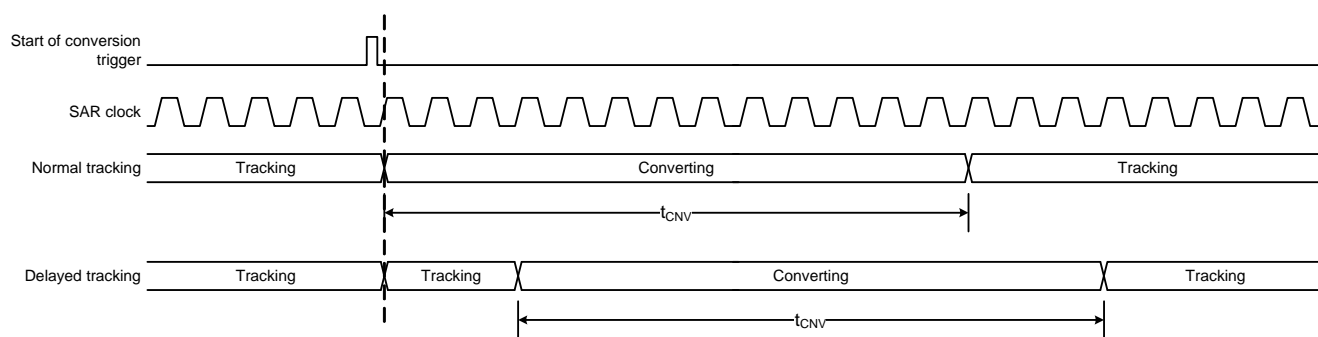 Start of conversion
trigger
SAR clock
Normal tracking
Tracking
Converting
Tracking
tCNV
Delayed tracking
Tracking
Tracking
Converting
Tracking
tCNV